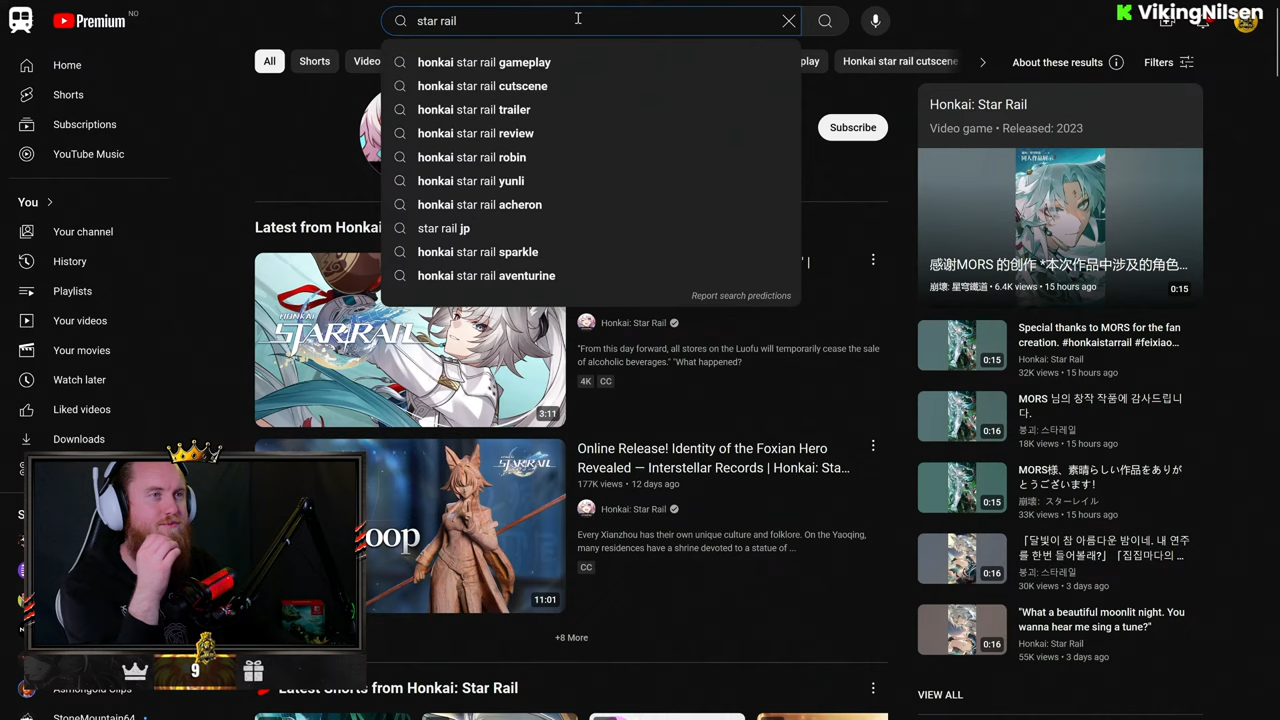 Premium
NO
star rail
VikingNilsen
Home
Shorts
Subscriptions
YouTube Music
You
Your channel
History
Playlists
Your videos
Your movies
Watch later
Liked videos
Downloads
All
Shorts
Video
play
Honkai star rail cutscene
About these results
Filters
honkai star rail gameplay
honkai star rail cutscene
honkai star rail trailer
honkai star rail review
honkai star rail robin
honkai star rail yunli
honkai star rail acheron
star rail jp
honkai star rail sparkle
honkai star rail aventurine
Report search predictions
Subscribe
Latest from Honkai
HONKAI
STAR RAIL
3:11
Honkai: Star Rail
"From this day forward, all stores on the Luofu will temporarily cease the sale
of alcoholic beverages." "What happened?
4K
CC
STAR RAIL
oop
11:01
Online Release! Identity of the Foxian Hero
Revealed — Interstellar Records | Honkai: Sta...
177K views • 12 days ago
Honkai: Star Rail
Every Xianzhou has their own unique culture and folklore. On the Yaoqing,
many residences have a shrine devoted to a statue of ...
CC
+8 More
Latest Shorts from Honkai: Star Rail
9
Asmongold Clips
StoneMountain64
Honkai: Star Rail
Video game • Released: 2023
同人作品展示
感谢MORS 的创作 *本次作品中涉及的角色...
崩壞: 星穹鐵道 • 6.4K views • 15 hours ago
0:15
0:15
Special thanks to MORS for the fan
creation. #honkaistarrail #feixiao...
Honkai: Star Rail
32K views • 15 hours ago
0:16
MORS 님의 창작 작품에 감사드립니
다.
붕괴: 스타레일
18K views • 15 hours ago
0:15
MORS様、素晴らしい作品をありが
とうございます!
崩壊：スターレイル
33K views • 15 hours ago
0:16
「달빛이 참 아름다운 밤이네, 내 연주
를 한번 들어볼래?」「집집마다의 ...
붕괴: 스타레일
30K views • 3 days ago
0:16
"What a beautiful moonlit night. You
wanna hear me sing a tune?"
Honkai: Star Rail
55K views • 3 days ago
VIEW ALL